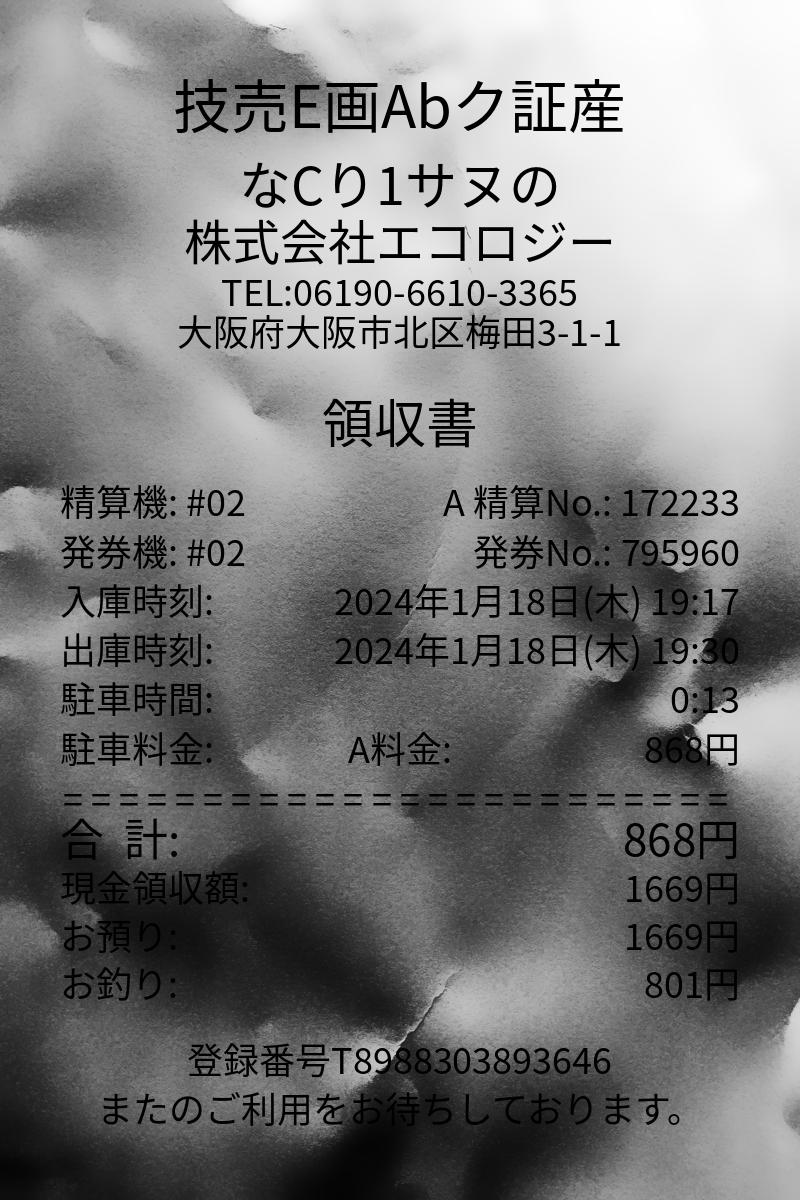 技売E画Abク証産
なCり1サヌの
株式会社エコロジー
TEL:06190-6610-3365
大阪府大阪市北区梅田3-1-1
領収書
精算機: #02 A 精算No.: 172233
発券機: #02 発券No.: 795960
入庫時刻: 2024年1月18日(木) 19:17
出庫時刻: 2024年1月18日(木) 19:30
駐車時間: 0:13
駐車料金: A料金: 868円
========================
合 計: 868円
現金領収額: 1669円
お預り: 1669円
お釣り: 801円
登録番号T8988303893646
またのご利用をお待ちしております。